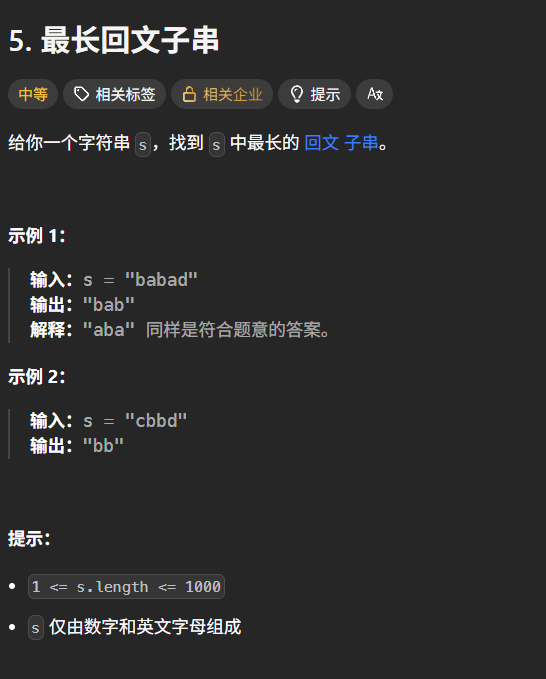 5. 最长回文子串
中等 相关标签 相关企业 提示
给你一个字符串 s，找到 s 中最长的 回文 子串。
示例 1：
输入：s = "babad"
输出："bab"
解释："aba" 同样是符合题意的答案。
示例 2：
输入：s = "cbbd"
输出："bb"
提示：
1 <= s.length <= 1000
s 仅由数字和英文字母组成